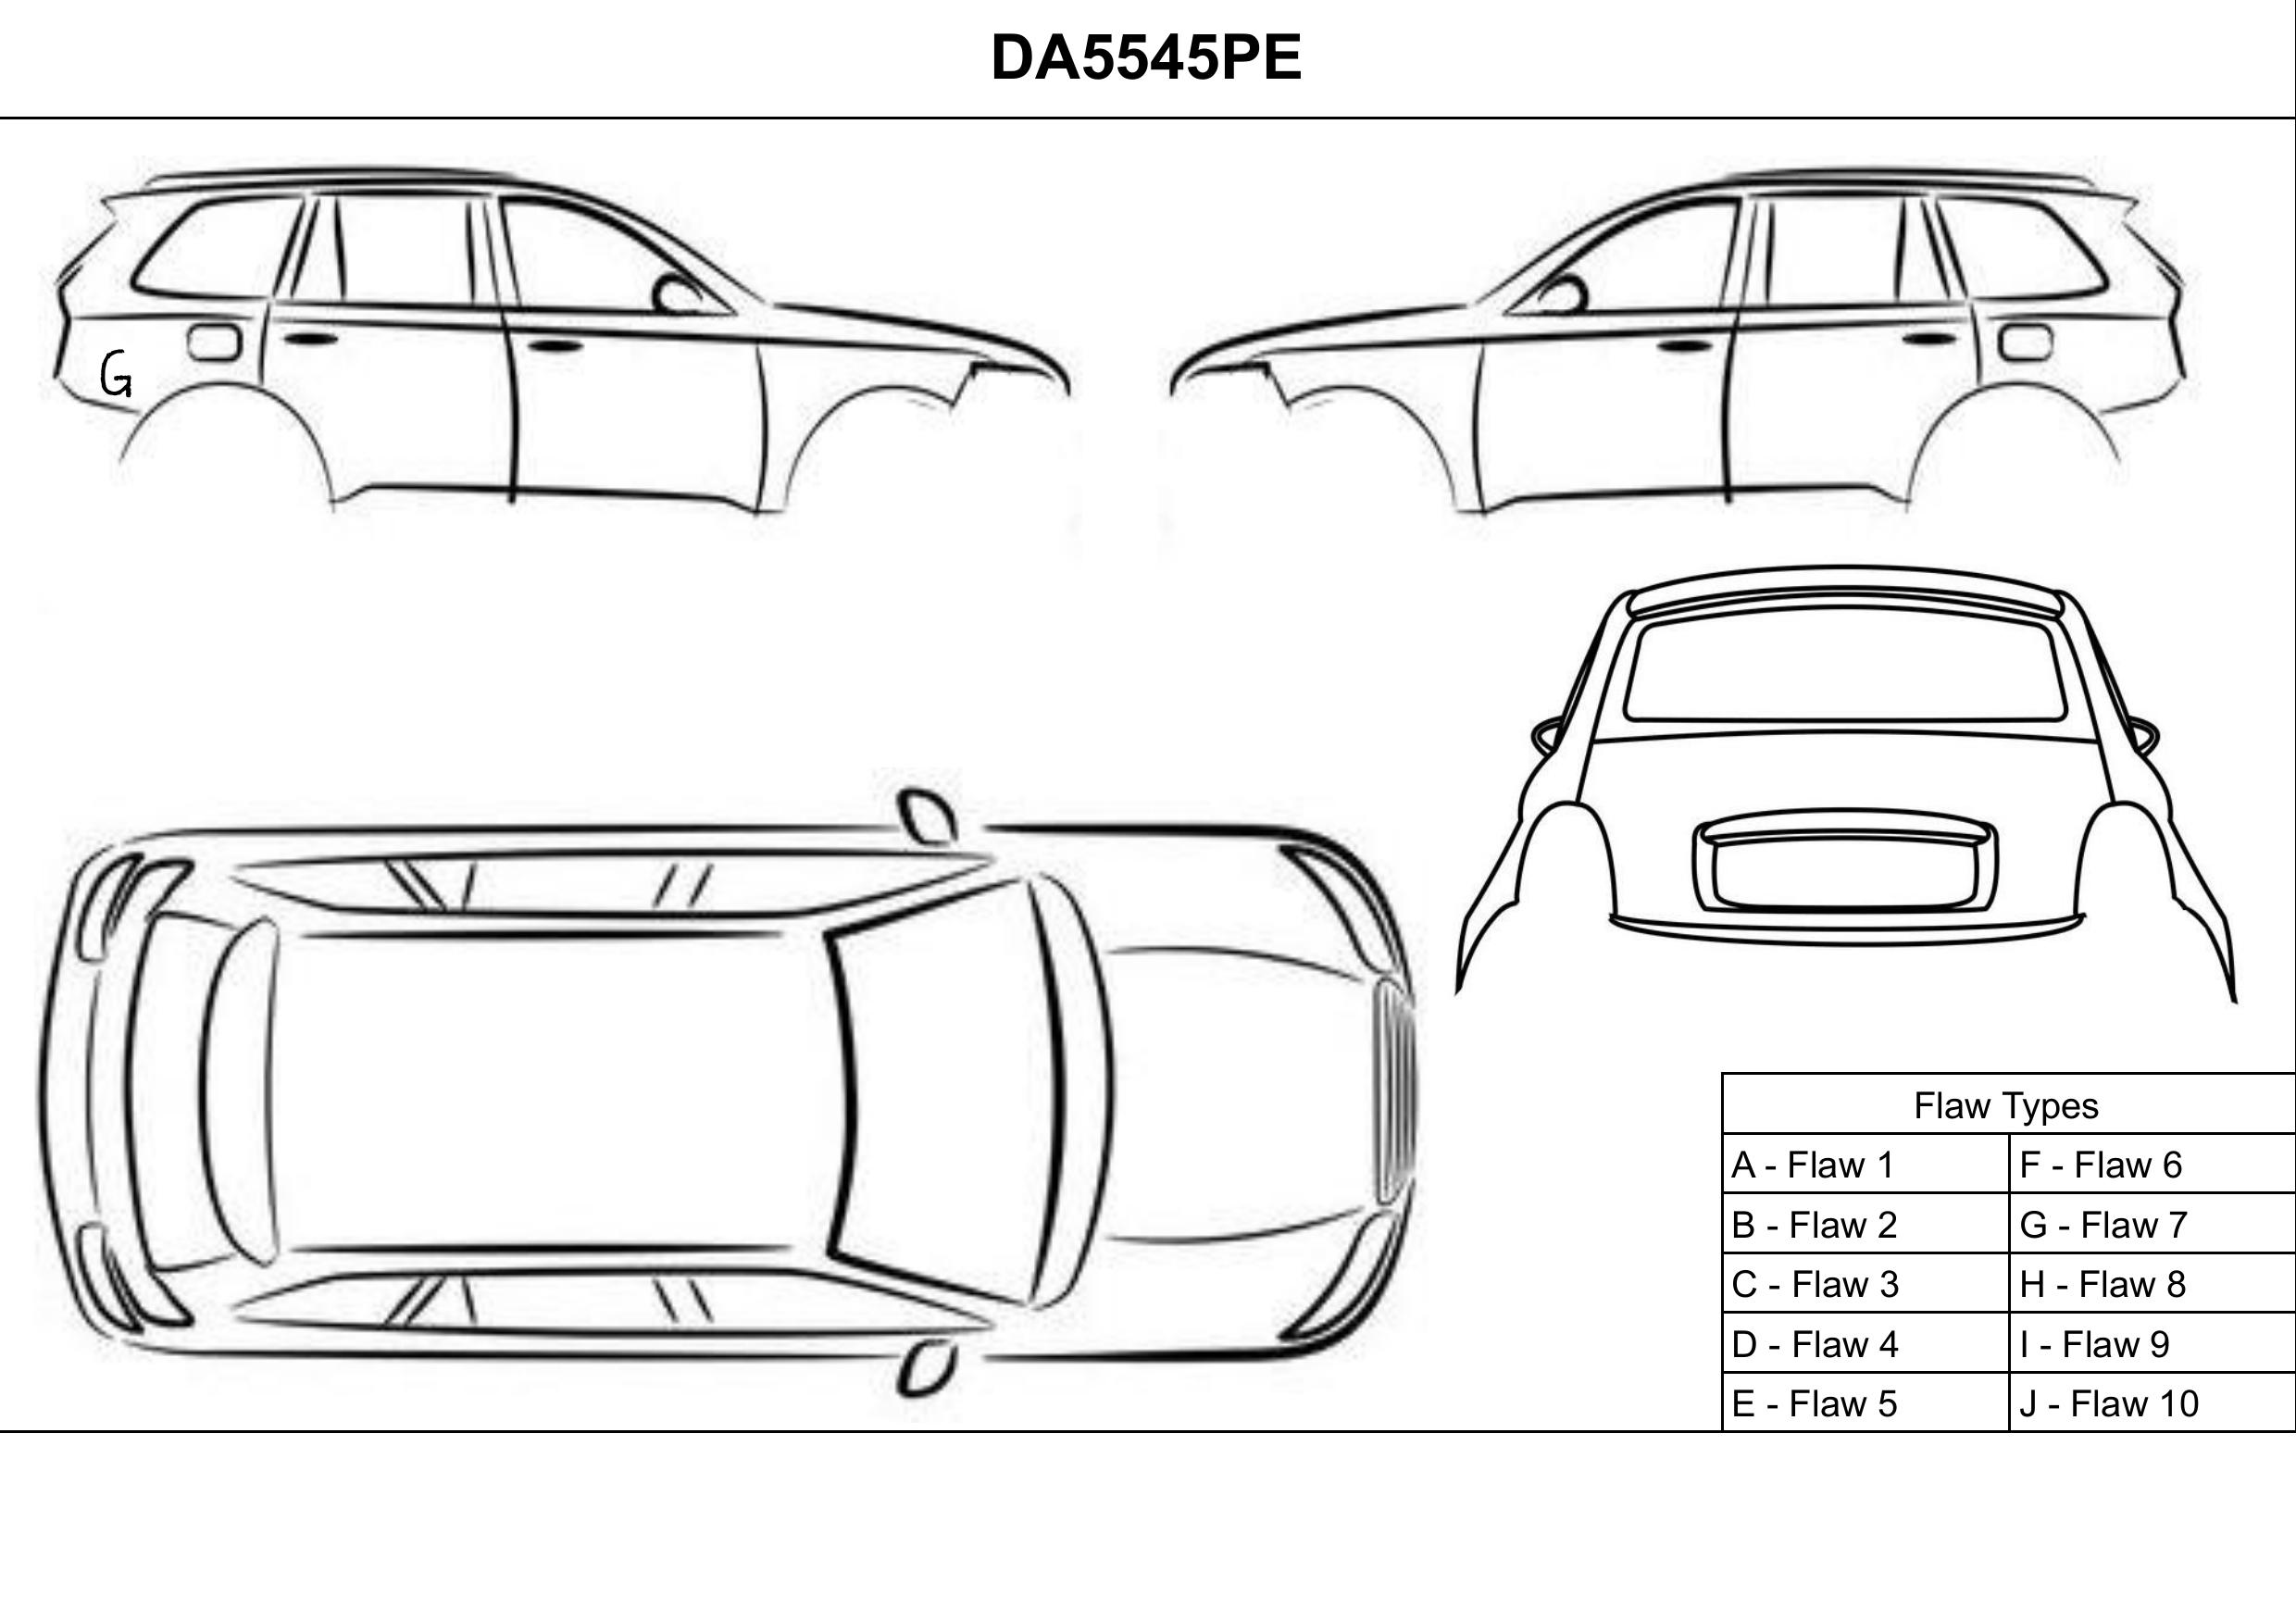 DA5545PE
G
Flaw Types
A - Flaw 1
F - Flaw 6
B - Flaw 2
G - Flaw 7
C - Flaw 3
H - Flaw 8
D - Flaw 4
I - Flaw 9
E - Flaw 5
J - Flaw 10